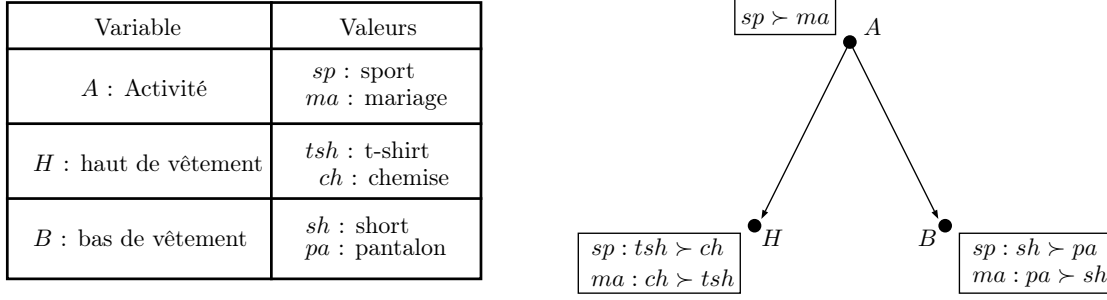 Variable Valeurs
A : Activité
sp : sport
ma : mariage
H : haut de vêtement
tsh : t-shirt
ch : chemise
B : bas de vêtement
sh : short
pa : pantalon
sp ≻ ma
A
H
sp : tsh ≻ ch
ma : ch ≻ tsh
B
sp : sh ≻ pa
ma : pa ≻ sh